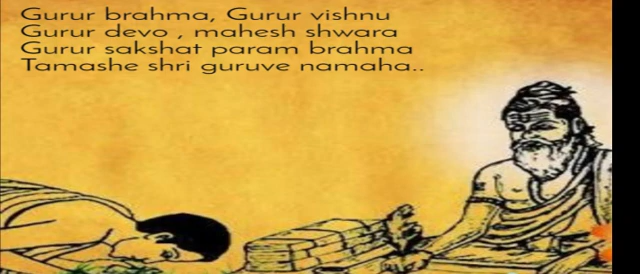 Gurur brahma, Gurur vishnu
Gurur devo , mahesh shwara
Gurur sakshat param brahma
Tamashe shri guruve namaha..